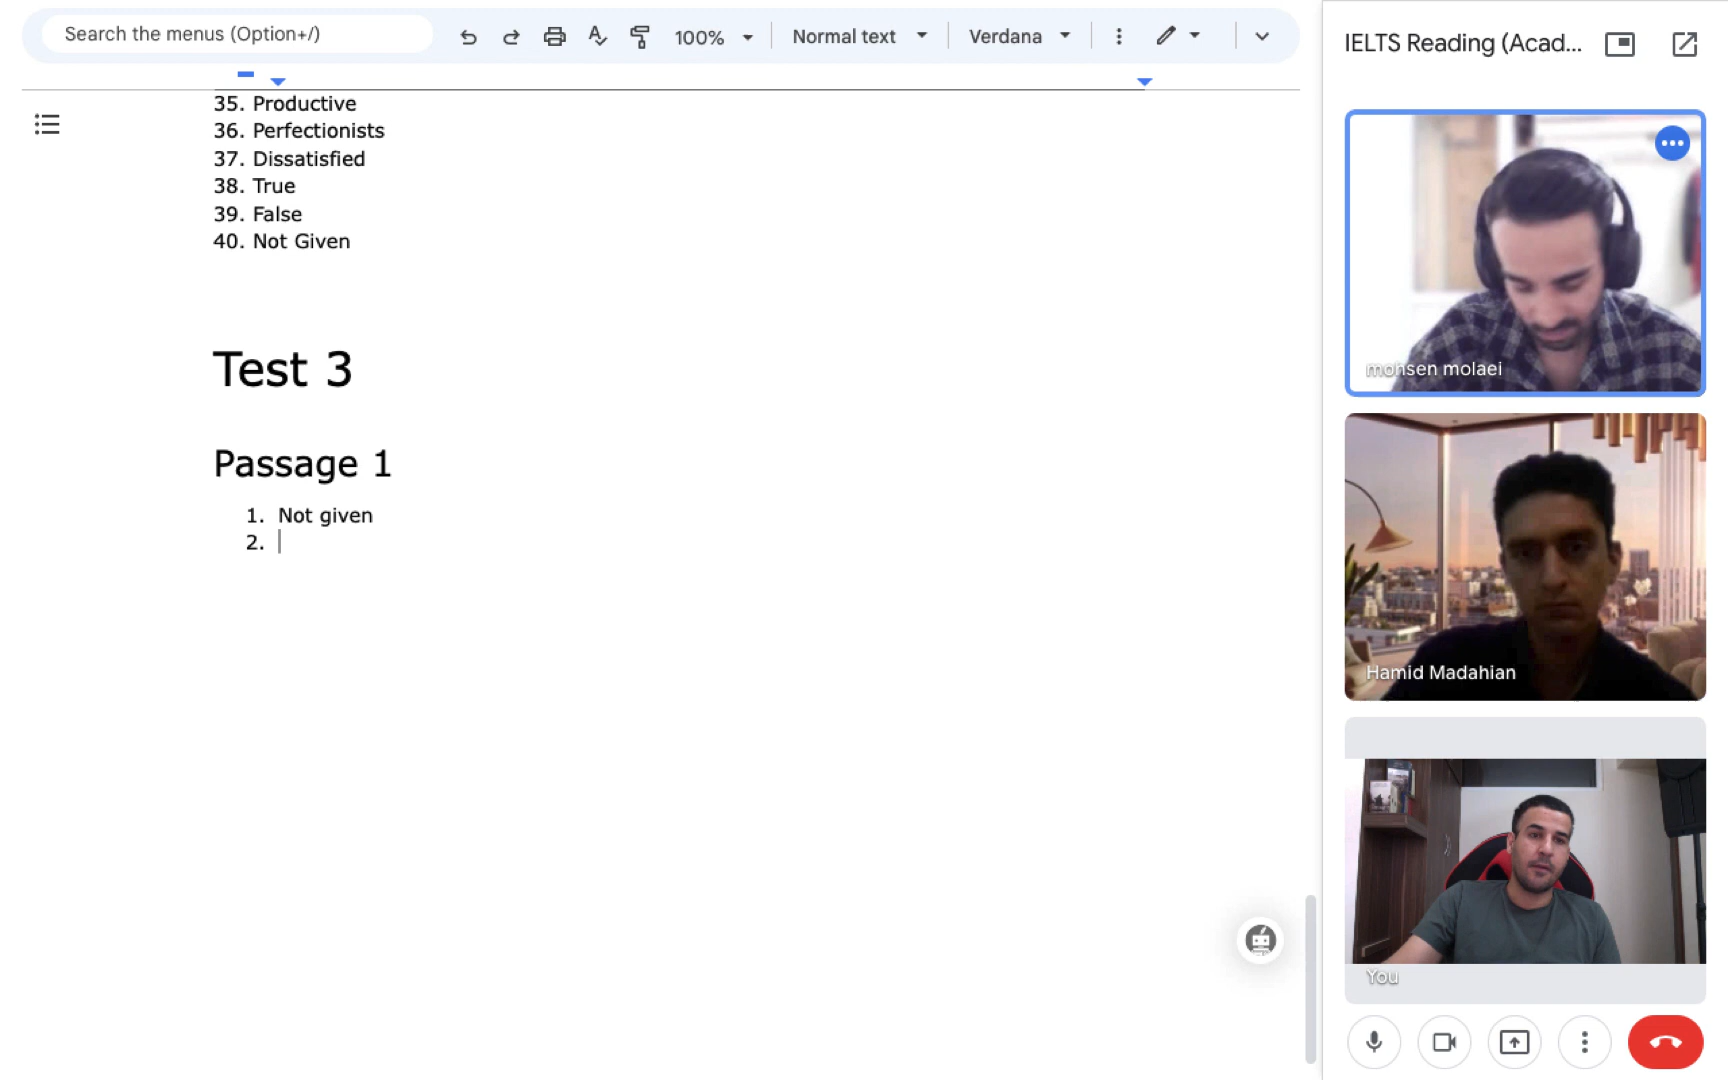 Search the menus (Option+/)
100%
Normal text
Verdana
IELTS Reading (Acad...
35. Productive
36. Perfectionists
37. Dissatisfied
38. True
39. False
40. Not Given
Test 3
Passage 1
1. Not given
2.
mohsen molaei
Hamid Madahian
You